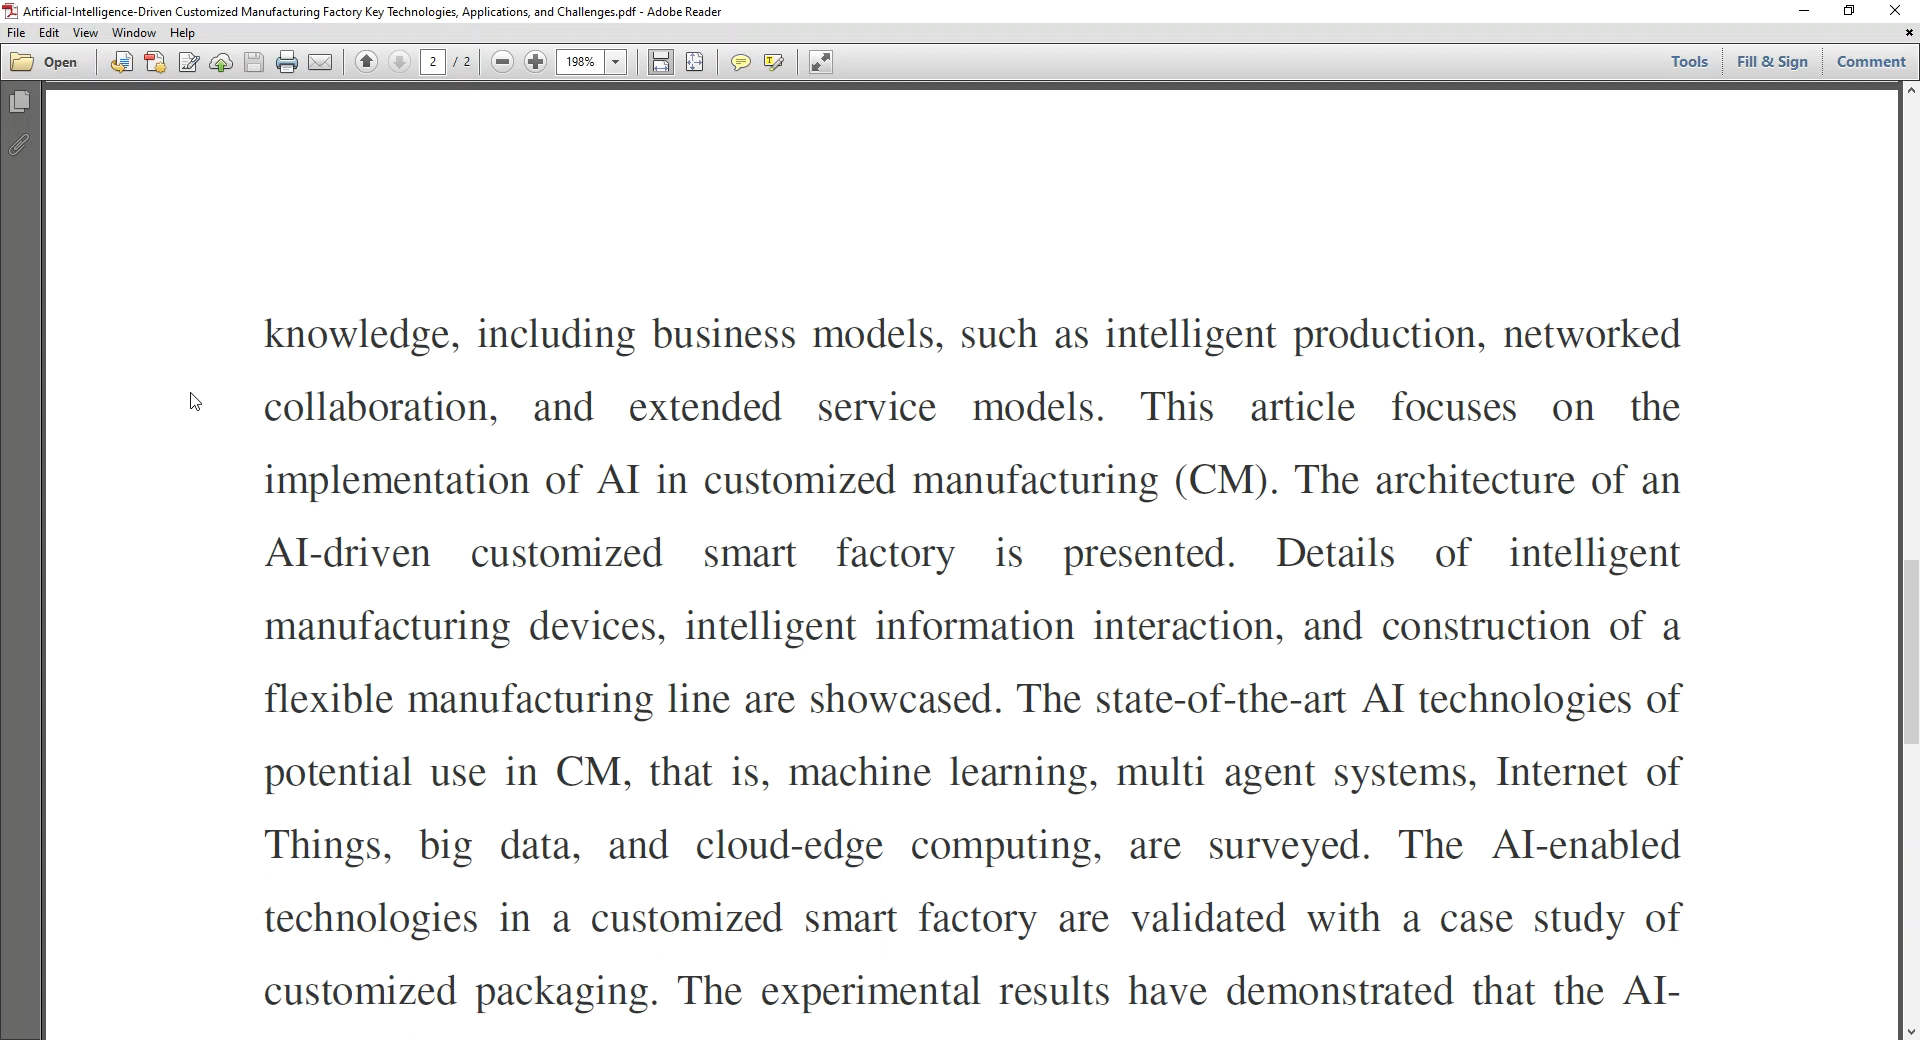 Artificial-Intelligence-Driven Customized Manufacturing Factory Key Technologies, Applications, and Challenges.pdf - Adobe Reader
File Edit View Window Help
Open 2 / 2 198% Tools Fill & Sign Comment
knowledge, including business models, such as intelligent production, networked
collaboration, and extended service models. This article focuses on the
implementation of AI in customized manufacturing (CM). The architecture of an
AI-driven customized smart factory is presented. Details of intelligent
manufacturing devices, intelligent information interaction, and construction of a
flexible manufacturing line are showcased. The state-of-the-art AI technologies of
potential use in CM, that is, machine learning, multi agent systems, Internet of
Things, big data, and cloud-edge computing, are surveyed. The AI-enabled
technologies in a customized smart factory are validated with a case study of
customized packaging. The experimental results have demonstrated that the AI-